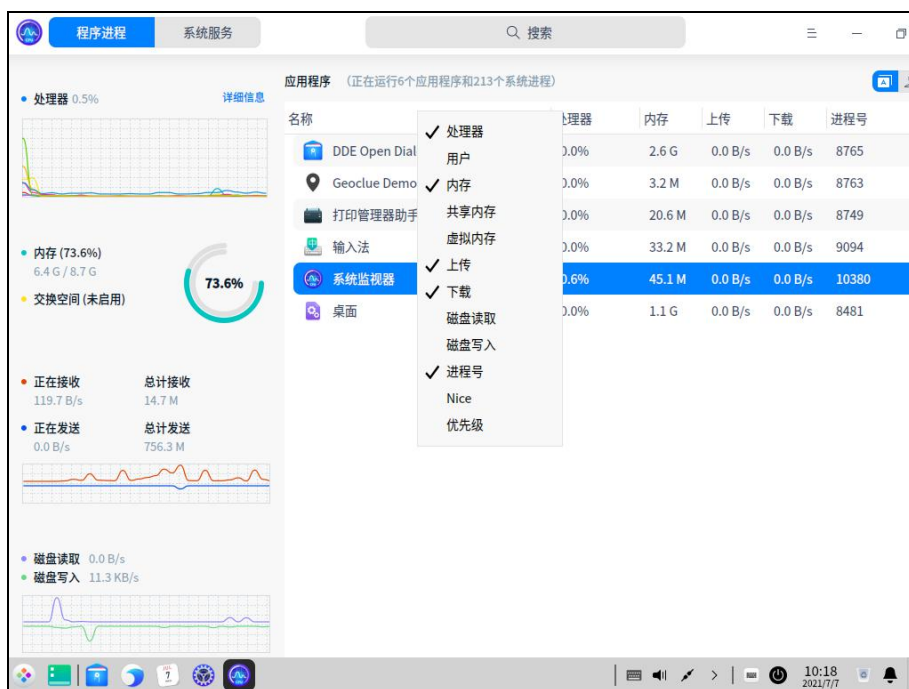 程序进程 系统服务 搜索
应用程序 （正在运行6个应用程序和213个系统进程）
处理器 0.5% 详细信息
内存 (73.6%)
6.4 G / 8.7 G
73.6%
交换空间 (未启用)
正在接收 总计接收
119.7 B/s 14.7 M
正在发送 总计发送
0.0 B/s 756.3 M
磁盘读取 0.0 B/s
磁盘写入 11.3 KB/s
名称 处理器 内存 上传 下载 进程号
DDE Open Dial 0.0% 2.6 G 0.0 B/s 0.0 B/s 8765
Geoclue Demo 0.0% 3.2 M 0.0 B/s 0.0 B/s 8763
打印管理器助手 0.0% 20.6 M 0.0 B/s 0.0 B/s 8749
输入法 0.0% 33.2 M 0.0 B/s 0.0 B/s 9094
系统监视器 0.6% 45.1 M 0.0 B/s 0.0 B/s 10380
桌面 0.0% 1.1 G 0.0 B/s 0.0 B/s 8481
处理器
用户
内存
共享内存
虚拟内存
上传
下载
磁盘读取
磁盘写入
进程号
Nice
优先级
7
10:18
2021/7/7